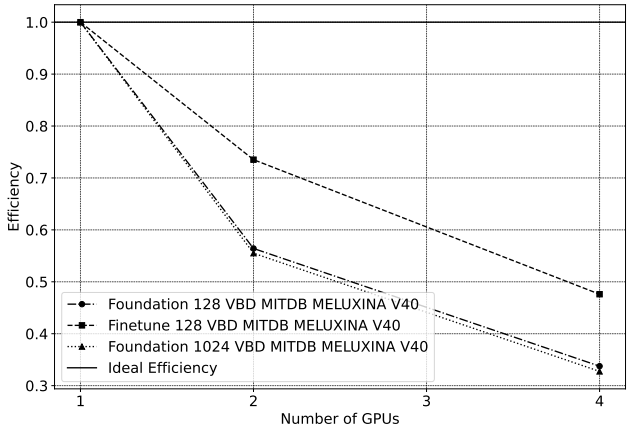 1.0
0.9
0.8
0.7
0.6
0.5
0.4
0.3
Efficiency
Foundation 128 VBD MITDB MELUXINA V40
Finetune 128 VBD MITDB MELUXINA V40
Foundation 1024 VBD MITDB MELUXINA V40
Ideal Efficiency
1 2 3 4
Number of GPUs